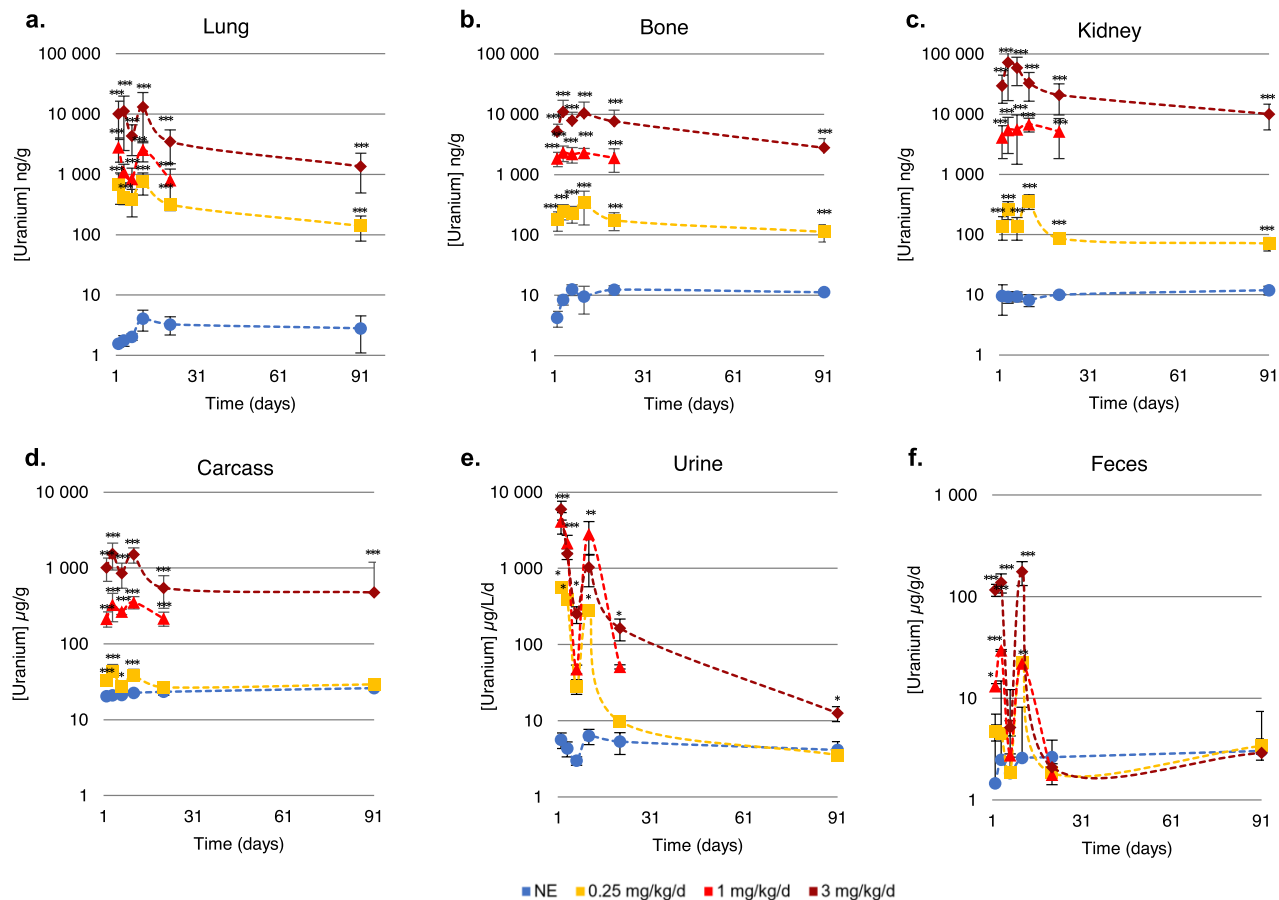 a.
Lung
100 000
10 000
1 000
100
10
1
[Uranium] ng/g
1 31 61 91
Time (days)
b.
Bone
100 000
10 000
1 000
100
10
1
[Uranium] ng/g
1 31 61 91
Time (days)
c.
Kidney
100 000
10 000
1 000
100
10
1
[Uranium] ng/g
1 31 61 91
Time (days)
d.
Carcass
10 000
1 000
100
10
1
[Uranium] µg/g
1 31 61 91
Time (days)
e.
Urine
10 000
1 000
100
10
1
[Uranium] µg/L/d
1 31 61 91
Time (days)
f.
Feces
1 000
100
10
1
[Uranium] µg/g/d
1 31 61 91
Time (days)
NE 0.25 mg/kg/d 1 mg/kg/d 3 mg/kg/d